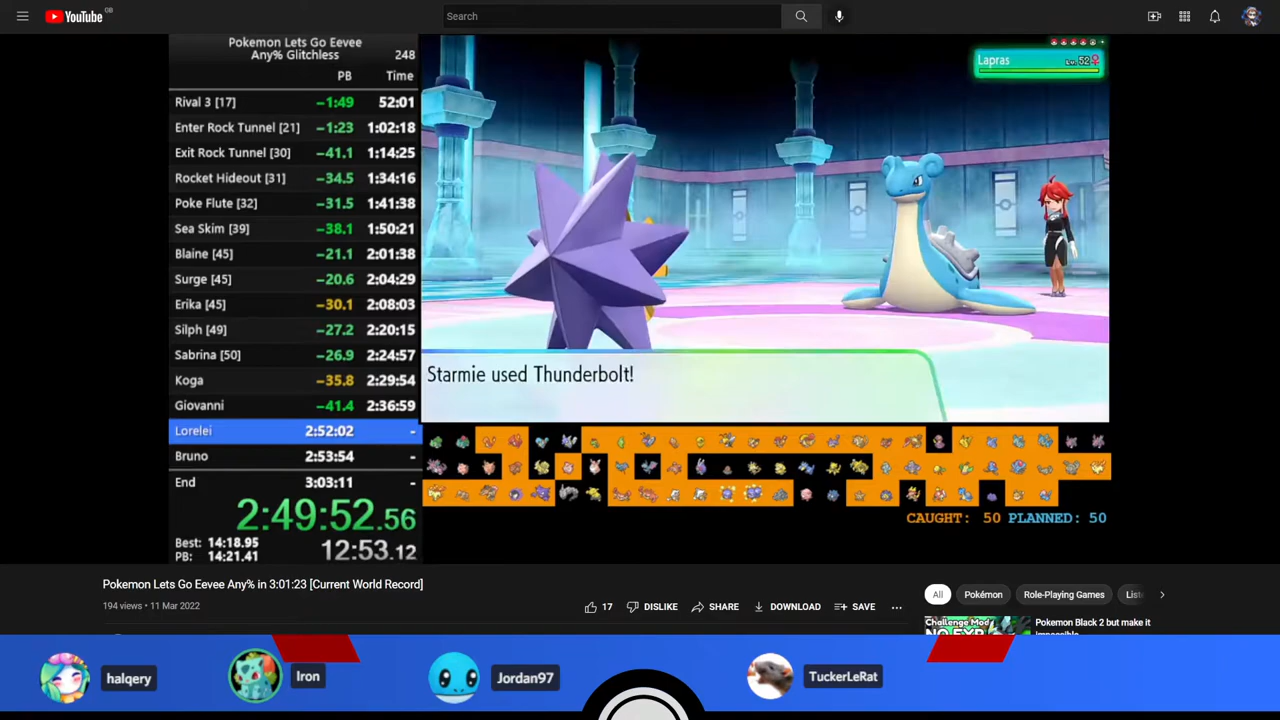 YouTube GB
Search
Pokemon Lets Go Eevee
Any% Glitchless 248
PB Time
Rival 3 [17] −1:49 52:01
Enter Rock Tunnel [21] −1:23 1:02:18
Exit Rock Tunnel [30] −41.1 1:14:25
Rocket Hideout [31] −34.5 1:34:16
Poke Flute [32] −31.5 1:41:38
Sea Skim [39] −38.1 1:50:21
Blaine [45] −21.1 2:01:38
Surge [45] −20.6 2:04:29
Erika [45] −30.1 2:08:03
Silph [49] −27.2 2:20:15
Sabrina [50] −26.9 2:24:57
Koga −35.8 2:29:54
Giovanni −41.4 2:36:59
Lorelei 2:52:02 -
Bruno 2:53:54 -
End 3:03:11 -
2:49:52.56
Best: 14:18.95
PB: 14:21.41
12:53.12
Lapras Lv. 52♀
Starmie used Thunderbolt!
CAUGHT: 50 PLANNED: 50
Pokemon Lets Go Eevee Any% in 3:01:23 [Current World Record]
194 views • 11 Mar 2022
17 DISLIKE SHARE DOWNLOAD SAVE ...
All Pokémon Role-Playing Games
Challenge Mode
NO EXP
Pokemon Black 2 but make it
impossible
halqery
Iron
Jordan97
TuckerLeRat